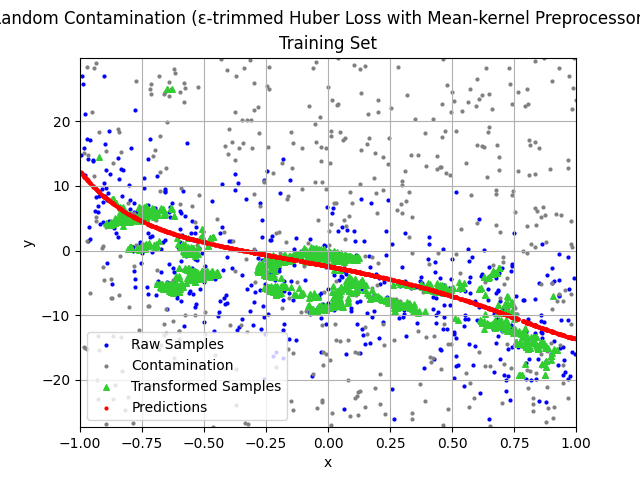 andom Contamination (ε-trimmed Huber Loss with Mean-kernel Preprocessor
Training Set
20
10
0
−10
−20
y
Raw Samples
Contamination
Transformed Samples
Predictions
−1.00 −0.75 −0.50 −0.25 0.00 0.25 0.50 0.75 1.00
x